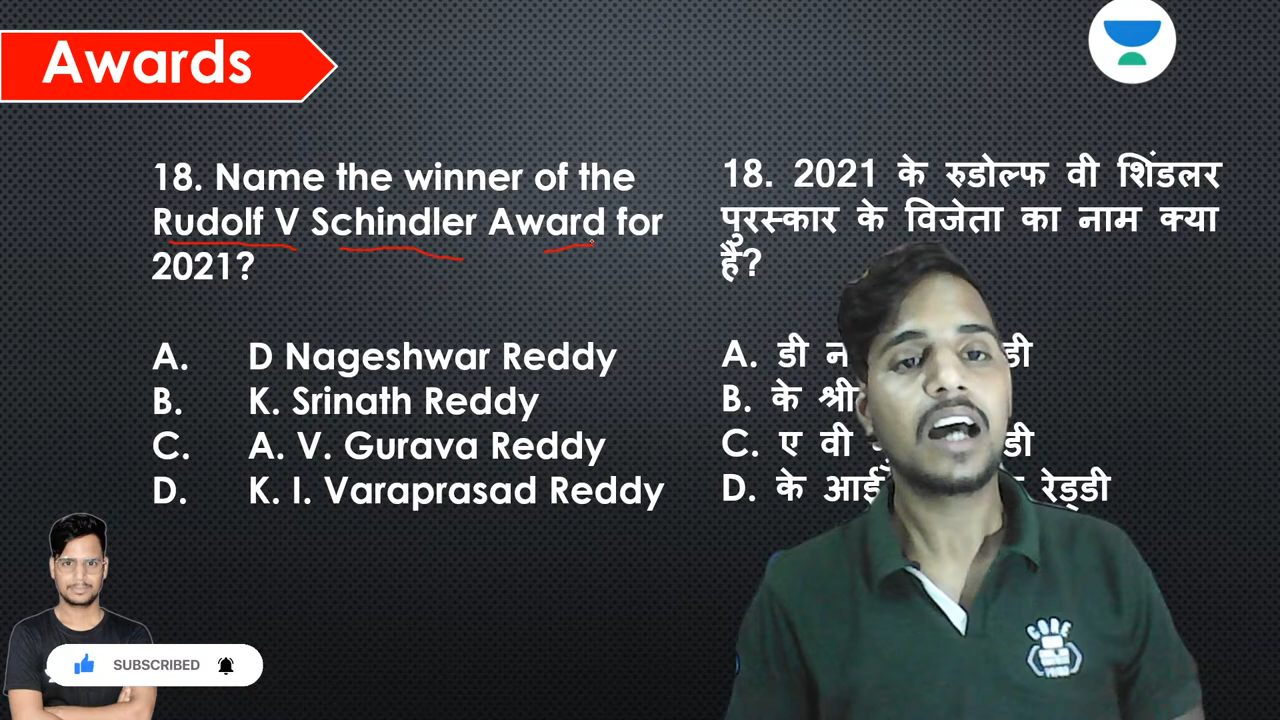 Awards
18. Name the winner of the
Rudolf V Schindler Award for
2021?
A. D Nageshwar Reddy
B. K. Srinath Reddy
C. A. V. Gurava Reddy
D. K. I. Varaprasad Reddy
18. 2021 के रुडोल्फ वी शिंडलर
पुरस्कार के विजेता का नाम क्या
है?
A. डी
B. के
C. ए वी
D. के आई रेड्डी
SUBSCRIBED
CORE